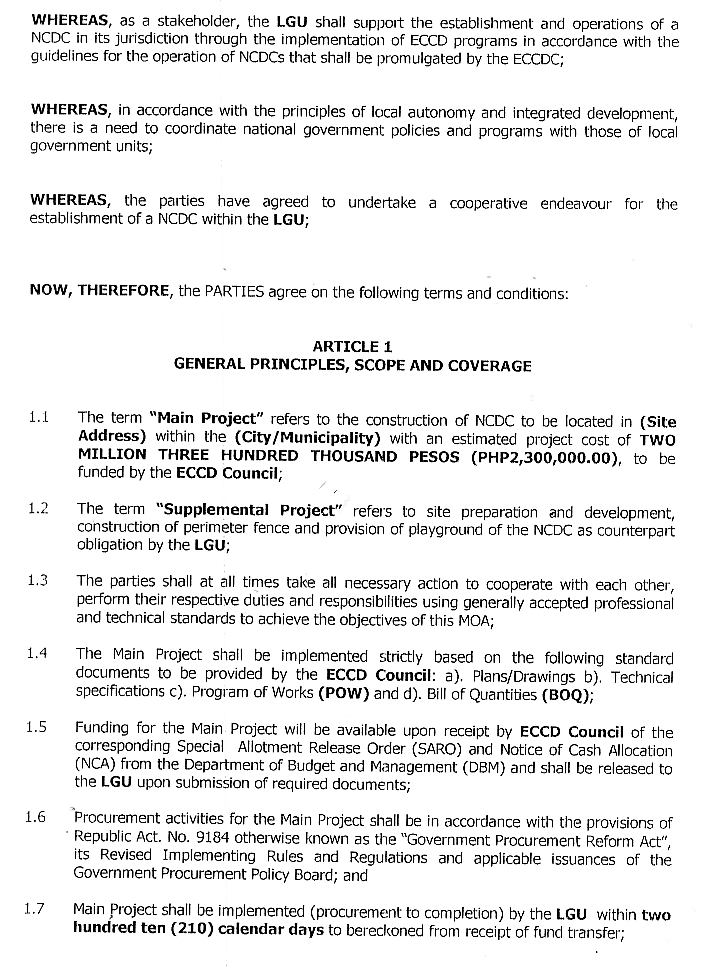 WHEREAS, as a stakeholder, the LGU shall support the establishment and operations of a
NCDC in its jurisdiction through the implementation of ECCD programs in accordance with the
guidelines for the operation of NCDCs that shall be promulgated by the ECCDC;
WHEREAS, in accordance with the principles of local autonomy and integrated development,
there is a need to coordinate national government policies and programs with those of local
government units;
WHEREAS, the parties have agreed to undertake a cooperative endeavour for the
establishment of a NCDC within the LGU;
NOW, THEREFORE, the PARTIES agree on the following terms and conditions:
ARTICLE 1
GENERAL PRINCIPLES, SCOPE AND COVERAGE
1.1 The term "Main Project" refers to the construction of NCDC to be located in (Site
Address) within the (City/Municipality) with an estimated project cost of TWO
MILLION THREE HUNDRED THOUSAND PESOS (PHP2,300,000.00), to be
funded by the ECCD Council;
1.2 The term "Supplemental Project" refers to site preparation and development,
construction of perimeter fence and provision of playground of the NCDC as counterpart
obligation by the LGU;
1.3 The parties shall at all times take all necessary action to cooperate with each other,
perform their respective duties and responsibilities using generally accepted professional
and technical standards to achieve the objectives of this MOA;
1.4 The Main Project shall be implemented strictly based on the following standard
documents to be provided by the ECCD Council: a). Plans/Drawings b). Technical
specifications c). Program of Works (POW) and d). Bill of Quantities (BOQ);
1.5 Funding for the Main Project will be available upon receipt by ECCD Council of the
corresponding Special Allotment Release Order (SARO) and Notice of Cash Allocation
(NCA) from the Department of Budget and Management (DBM) and shall be released to
the LGU upon submission of required documents;
1.6 Procurement activities for the Main Project shall be in accordance with the provisions of
Republic Act. No. 9184 otherwise known as the "Government Procurement Reform Act",
its Revised Implementing Rules and Regulations and applicable issuances of the
Government Procurement Policy Board; and
1.7 Main Project shall be implemented (procurement to completion) by the LGU within two
hundred ten (210) calendar days to bereckoned from receipt of fund transfer;